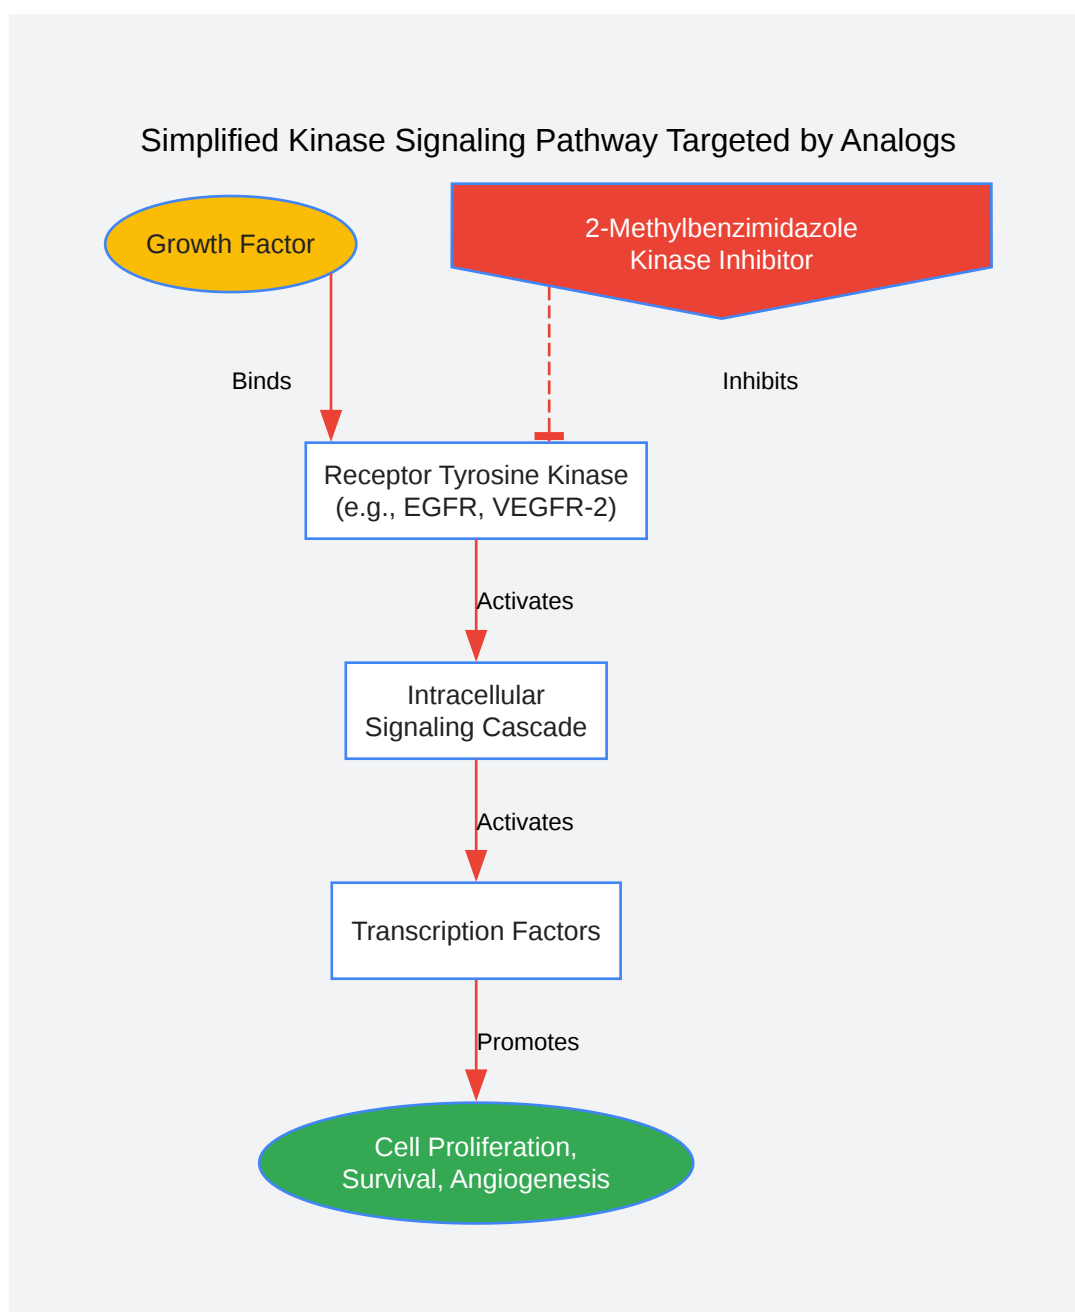 Simplified Kinase Signaling Pathway Targeted by Analogs
Growth Factor
2-Methylbenzimidazole
Kinase Inhibitor
Binds
Inhibits
Receptor Tyrosine Kinase
(e.g., EGFR, VEGFR-2)
Activates
Intracellular
Signaling Cascade
Activates
Transcription Factors
Promotes
Cell Proliferation,
Survival, Angiogenesis